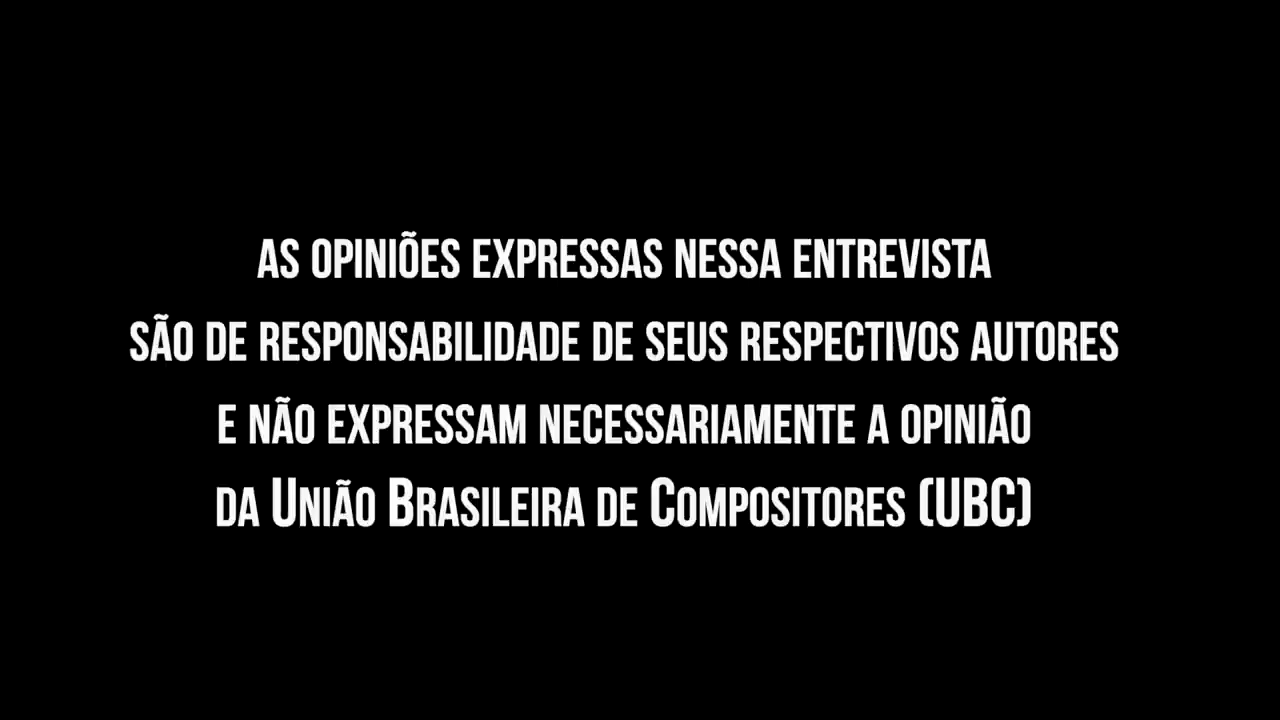 AS OPINIÕES EXPRESSAS NESSA ENTREVISTA
SÃO DE RESPONSABILIDADE DE SEUS RESPECTIVOS AUTORES
E NÃO EXPRESSAM NECESSARIAMENTE A OPINIÃO
DA UNIÃO BRASILEIRA DE COMPOSITORES (UBC)